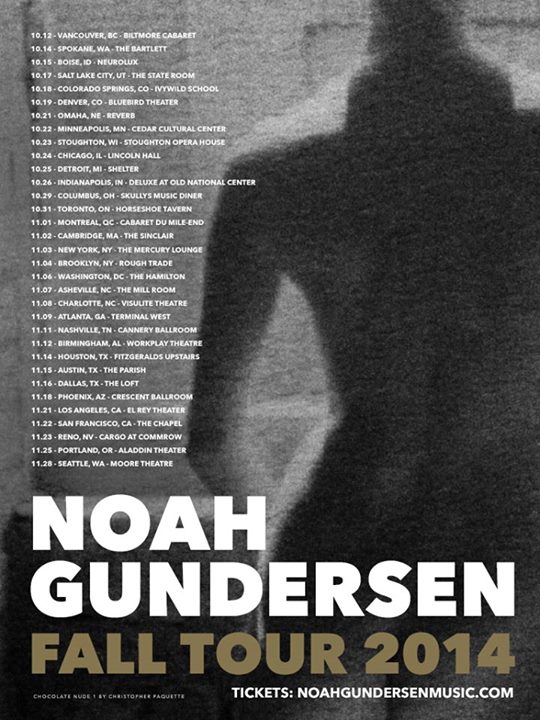 10.12 - VANCOUVER, BC - BILTMORE CABARET
10.14 - SPOKANE, WA - THE BARTLETT
10.15 - BOISE, ID - NEUROLUX
10.17 - SALT LAKE CITY, UT - THE STATE ROOM
10.18 - COLORADO SPRINGS, CO - IVYWILD SCHOOL
10.19 - DENVER, CO - BLUEBIRD THEATER
10.21 - OMAHA, NE - REVERB
10.22 - MINNEAPOLIS, MN - CEDAR CULTURAL CENTER
10.23 - STOUGHTON, WI - STOUGHTON OPERA HOUSE
10.24 - CHICAGO, IL - LINCOLN HALL
10.25 - DETROIT, MI - SHELTER
10.26 - INDIANAPOLIS, IN - DELUXE AT OLD NATIONAL CENTER
10.29 - COLUMBUS, OH - SKULLYS MUSIC DINER
10.31 - TORONTO, ON - HORSESHOE TAVERN
11.01 - MONTREAL, QC - CABARET DU MILE-END
11.02 - CAMBRIDGE, MA - THE SINCLAIR
11.03 - NEW YORK, NY - THE MERCURY LOUNGE
11.04 - BROOKLYN, NY - ROUGH TRADE
11.06 - WASHINGTON, DC - THE HAMILTON
11.07 - ASHEVILLE, NC - THE MILL ROOM
11.08 - CHARLOTTE, NC - VISULITE THEATRE
11.09 - ATLANTA, GA - TERMINAL WEST
11.11 - NASHVILLE, TN - CANNERY BALLROOM
11.12 - BIRMINGHAM, AL - WORKPLAY THEATRE
11.14 - HOUSTON, TX - FITZGERALDS UPSTAIRS
11.15 - AUSTIN, TX - THE PARISH
11.16 - DALLAS, TX - THE LOFT
11.18 - PHOENIX, AZ - CRESCENT BALLROOM
11.21 - LOS ANGELES, CA - EL REY THEATER
11.22 - SAN FRANCISCO, CA - THE CHAPEL
11.23 - RENO, NV - CARGO AT COMMROW
11.25 - PORTLAND, OR - ALADDIN THEATER
11.28 - SEATTLE, WA - MOORE THEATRE
NOAH
GUNDERSEN
FALL TOUR 2014
CHOCOLATE NUDE 1 BY CHRISTOPHER PAQUETTE
TICKETS: NOAHGUNDERSENMUSIC.COM